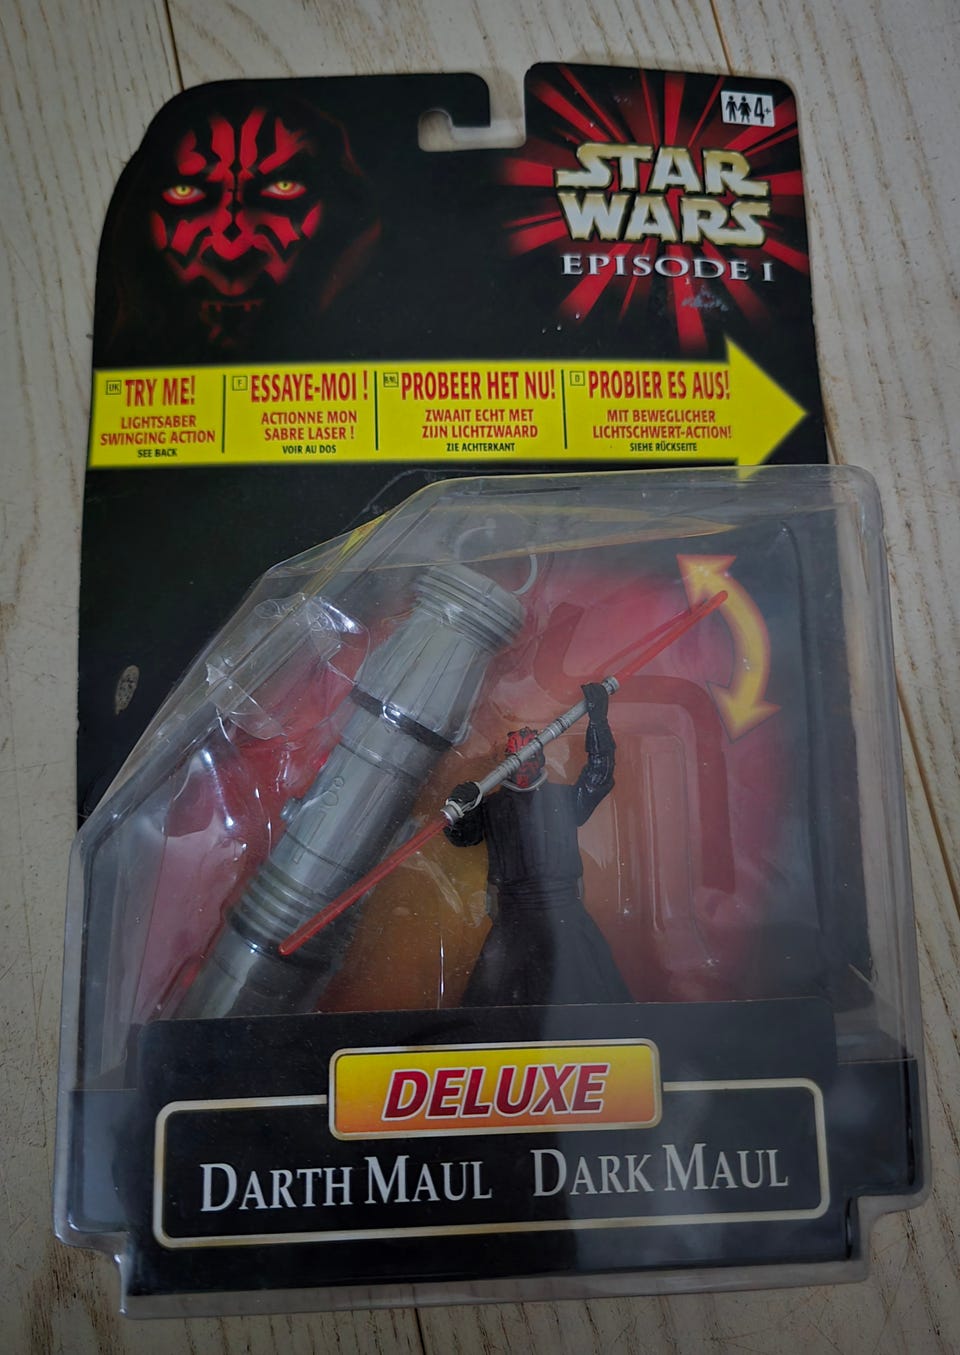 4+
STAR
WARS
EPISODE I
UK TRY ME!
LIGHTSABER
SWINGING ACTION
SEE BACK
F ESSAYE-MOI !
ACTIONNE MON
SABRE LASER !
VOIR AU DOS
B/NL PROBEER HET NU!
ZWAAIT ECHT MET
ZIJN LICHTZWAARD
ZIE ACHTERKANT
D PROBIER ES AUS!
MIT BEWEGLICHER
LICHTSCHWERT-ACTION!
SIEHE RÜCKSEITE
DELUXE
DARTH MAUL DARK MAUL